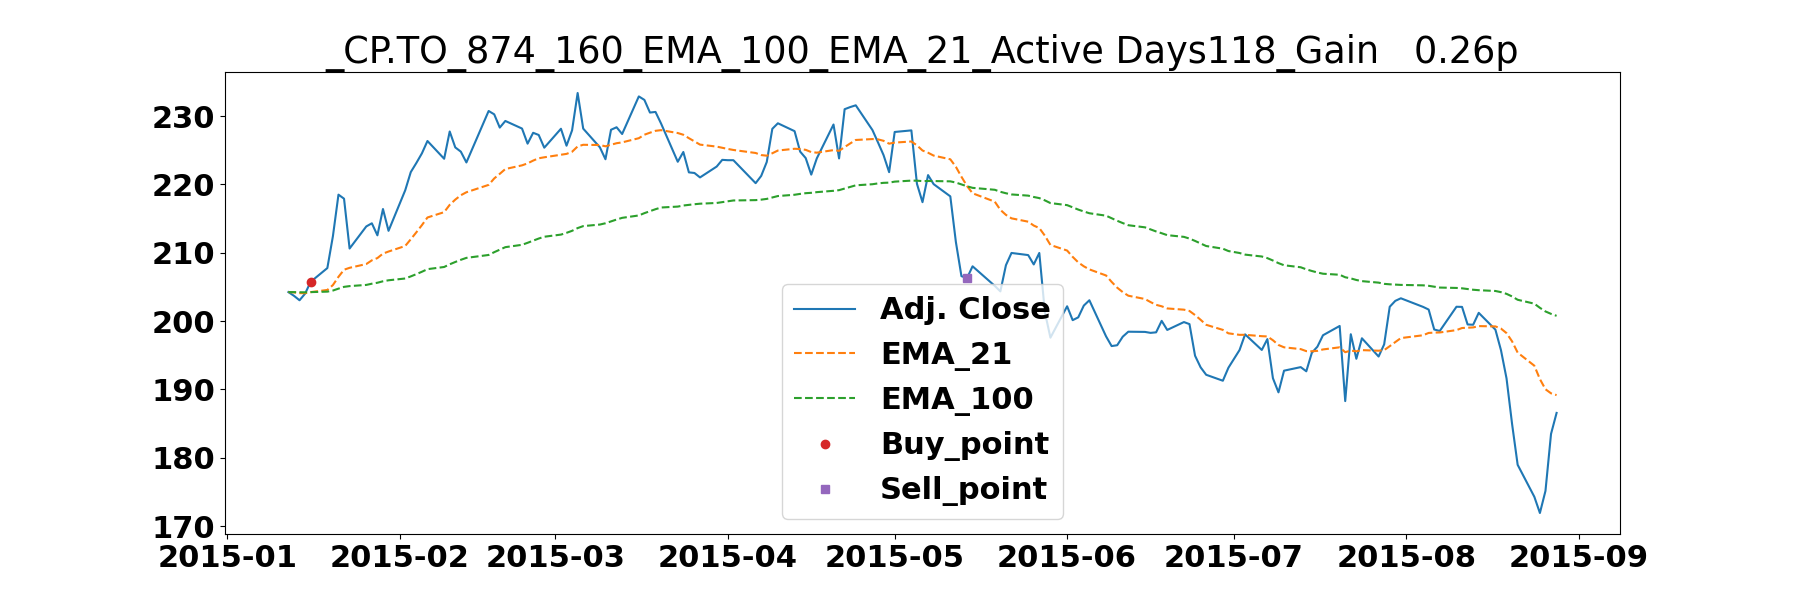 _CP.TO_874_160_EMA_100_EMA_21_Active Days118_Gain   0.26p
230
220
210
200
190
180
170
Adj. Close
EMA_21
EMA_100
Buy_point
Sell_point
2015-01 2015-02 2015-03 2015-04 2015-05 2015-06 2015-07 2015-08 2015-09